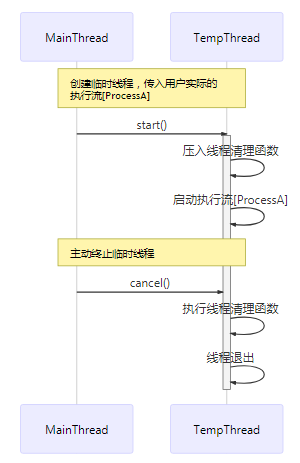 MainThread
TempThread
创建临时线程，传入用户实际的
执行流[ProcessA]
start()
压入线程清理函数
启动执行流[ProcessA]
主动终止临时线程
cancel()
执行线程清理函数
线程退出
MainThread
TempThread